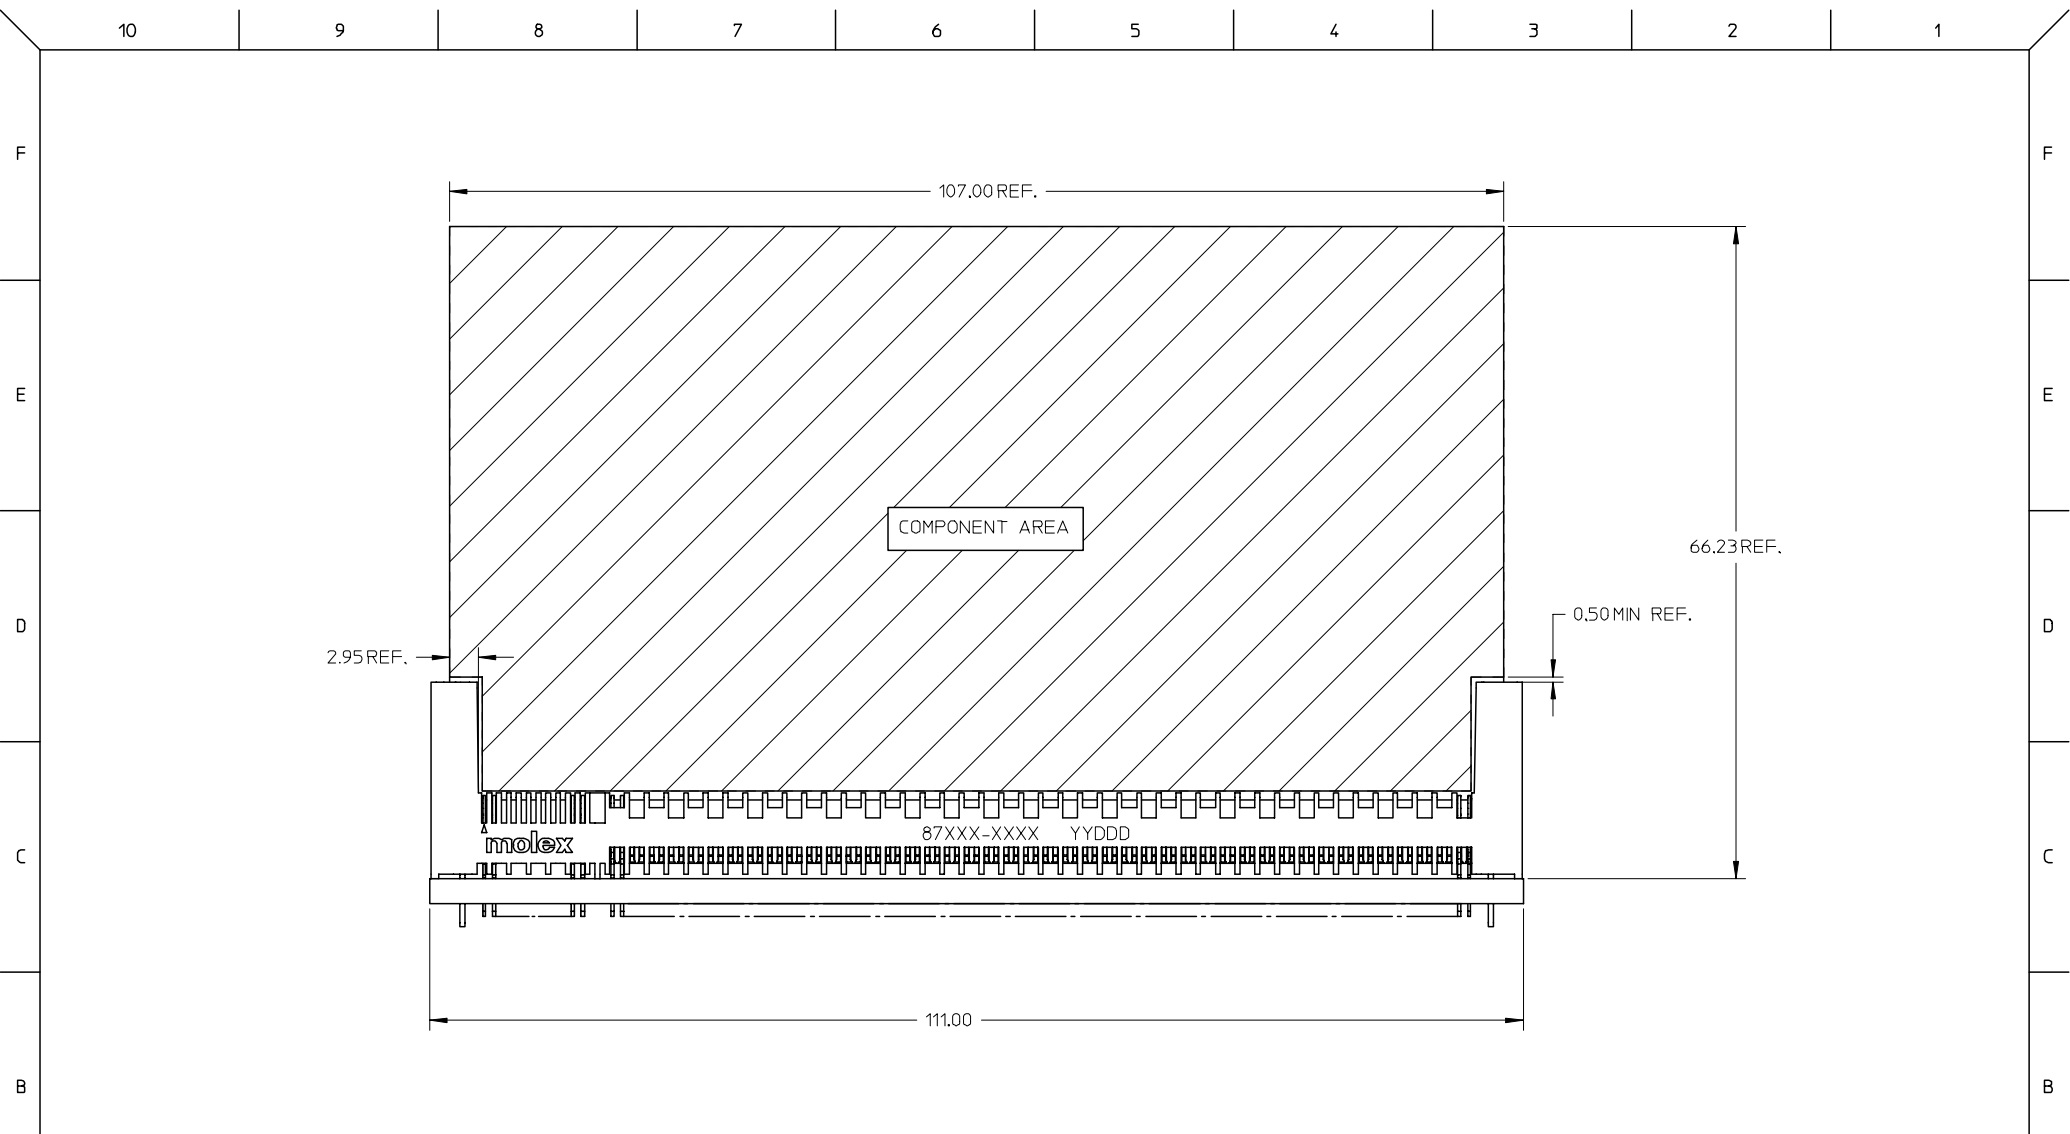 10 9 8 7 6 5 4 3 2 1
F F
107.00 REF.
E E
COMPONENT AREA
66.23 REF.
0.50 MIN REF.
D D
2.95 REF.
87XXX-XXXX YYDDD
molex
C C
111.00
B B